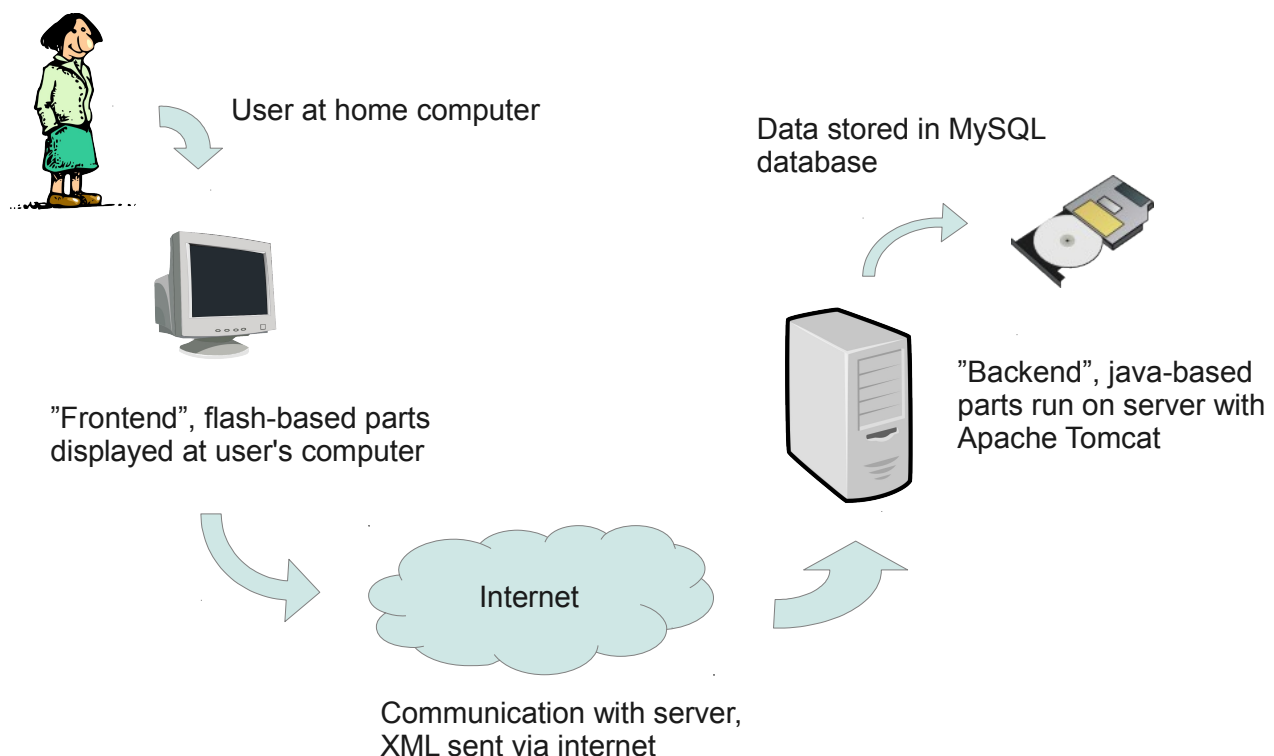 User at home computer
Data stored in MySQL
database
”Frontend”, flash-based parts
displayed at user's computer
”Backend”, java-based
parts run on server with
Apache Tomcat
Internet
Communication with server,
XML sent via internet